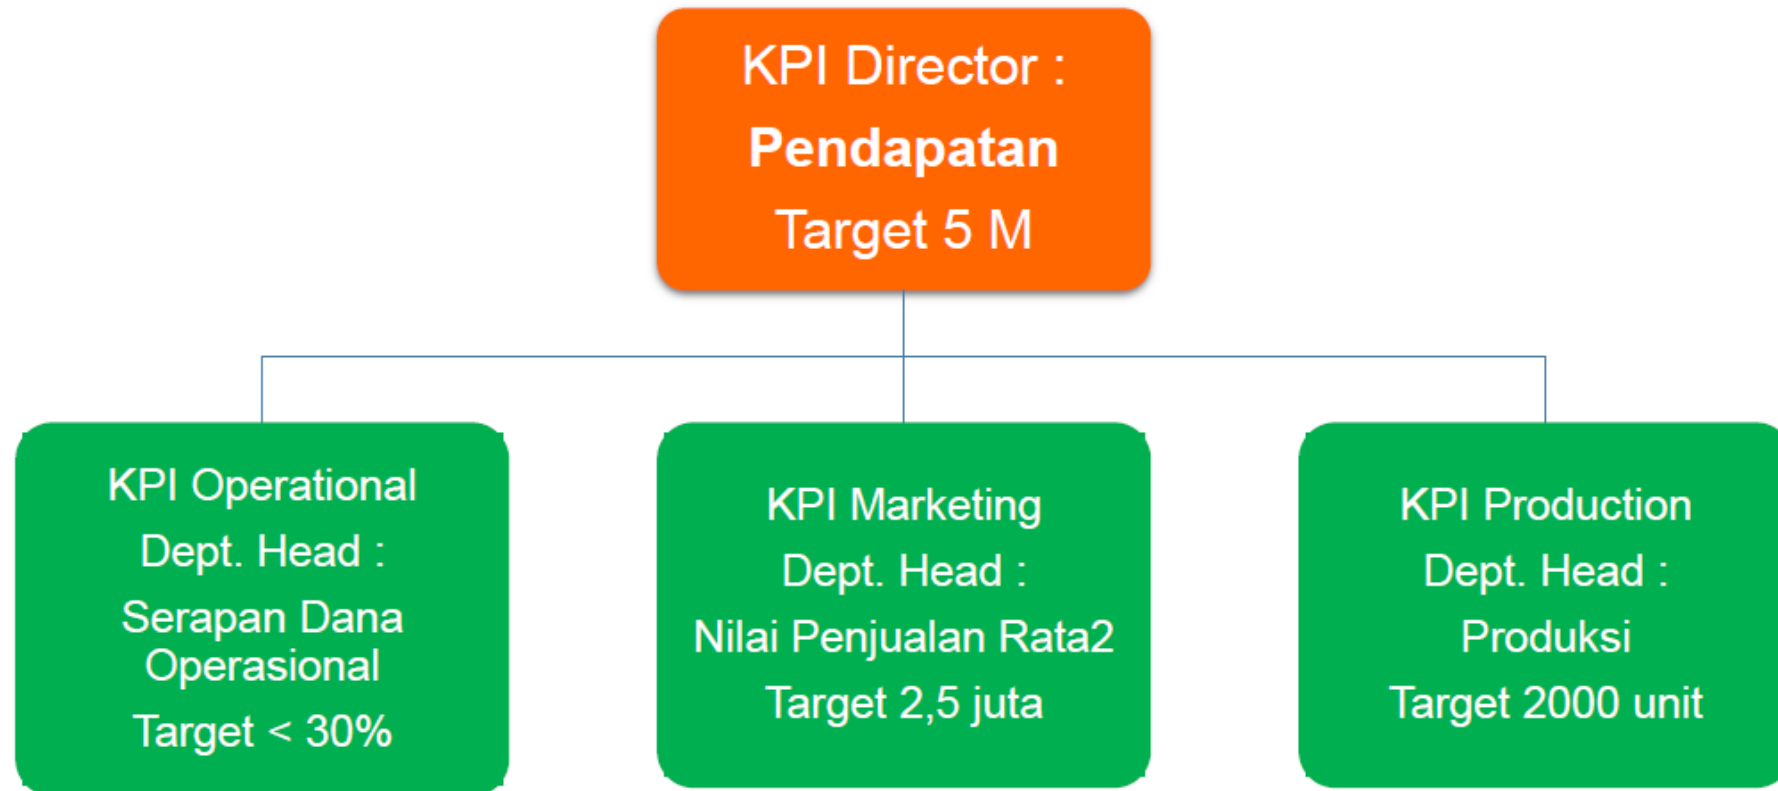 KPI Director :
Pendapatan
Target 5 M
KPI Operational
Dept. Head :
Serapan Dana
Operasional
Target < 30%
KPI Marketing
Dept. Head :
Nilai Penjualan Rata2
Target 2,5 juta
KPI Production
Dept. Head :
Produksi
Target 2000 unit